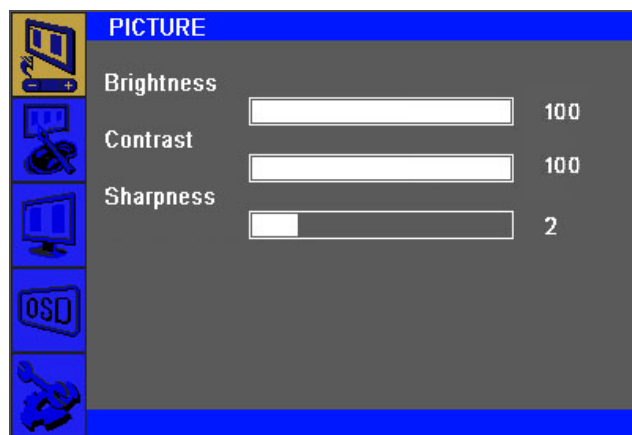 PICTURE
Brightness
100
Contrast
100
Sharpness
2
OSD